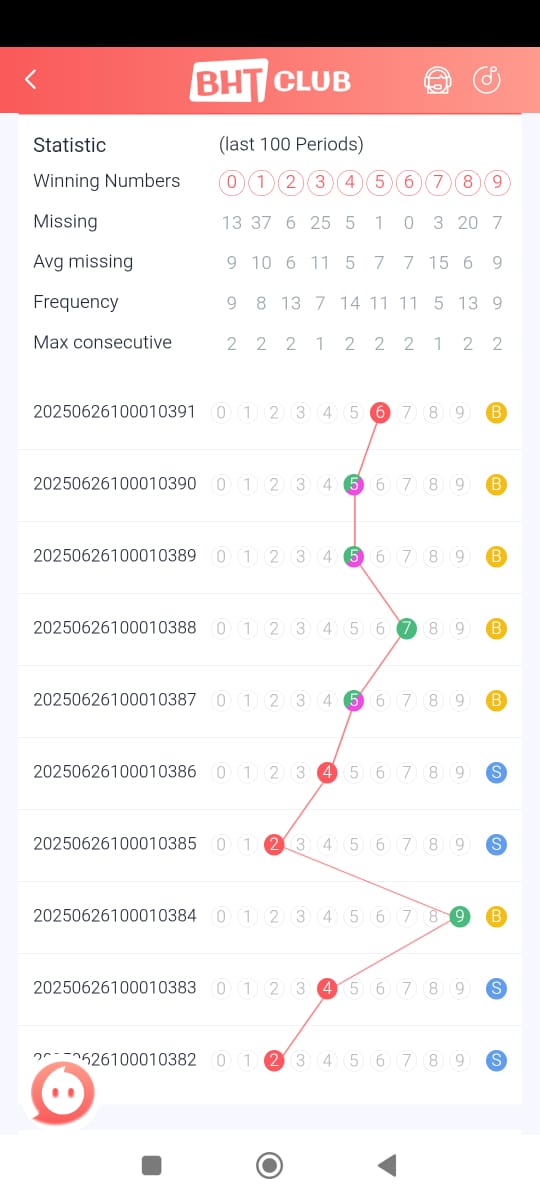 BHT CLUB
Statistic (last 100 Periods)
Winning Numbers 0 1 2 3 4 5 6 7 8 9
Missing 13 37 6 25 5 1 0 3 20 7
Avg missing 9 10 6 11 5 7 7 15 6 9
Frequency 9 8 13 7 14 11 11 5 13 9
Max consecutive 2 2 2 1 2 2 2 1 2 2
20250626100010391 0 1 2 3 4 5 6 7 8 9 B
20250626100010390 0 1 2 3 4 5 6 7 8 9 B
20250626100010389 0 1 2 3 4 5 6 7 8 9 B
20250626100010388 0 1 2 3 4 5 6 7 8 9 B
20250626100010387 0 1 2 3 4 5 6 7 8 9 B
20250626100010386 0 1 2 3 4 5 6 7 8 9 S
20250626100010385 0 1 2 3 4 5 6 7 8 9 S
20250626100010384 0 1 2 3 4 5 6 7 8 9 B
20250626100010383 0 1 2 3 4 5 6 7 8 9 S
20250626100010382 0 1 2 3 4 5 6 7 8 9 S